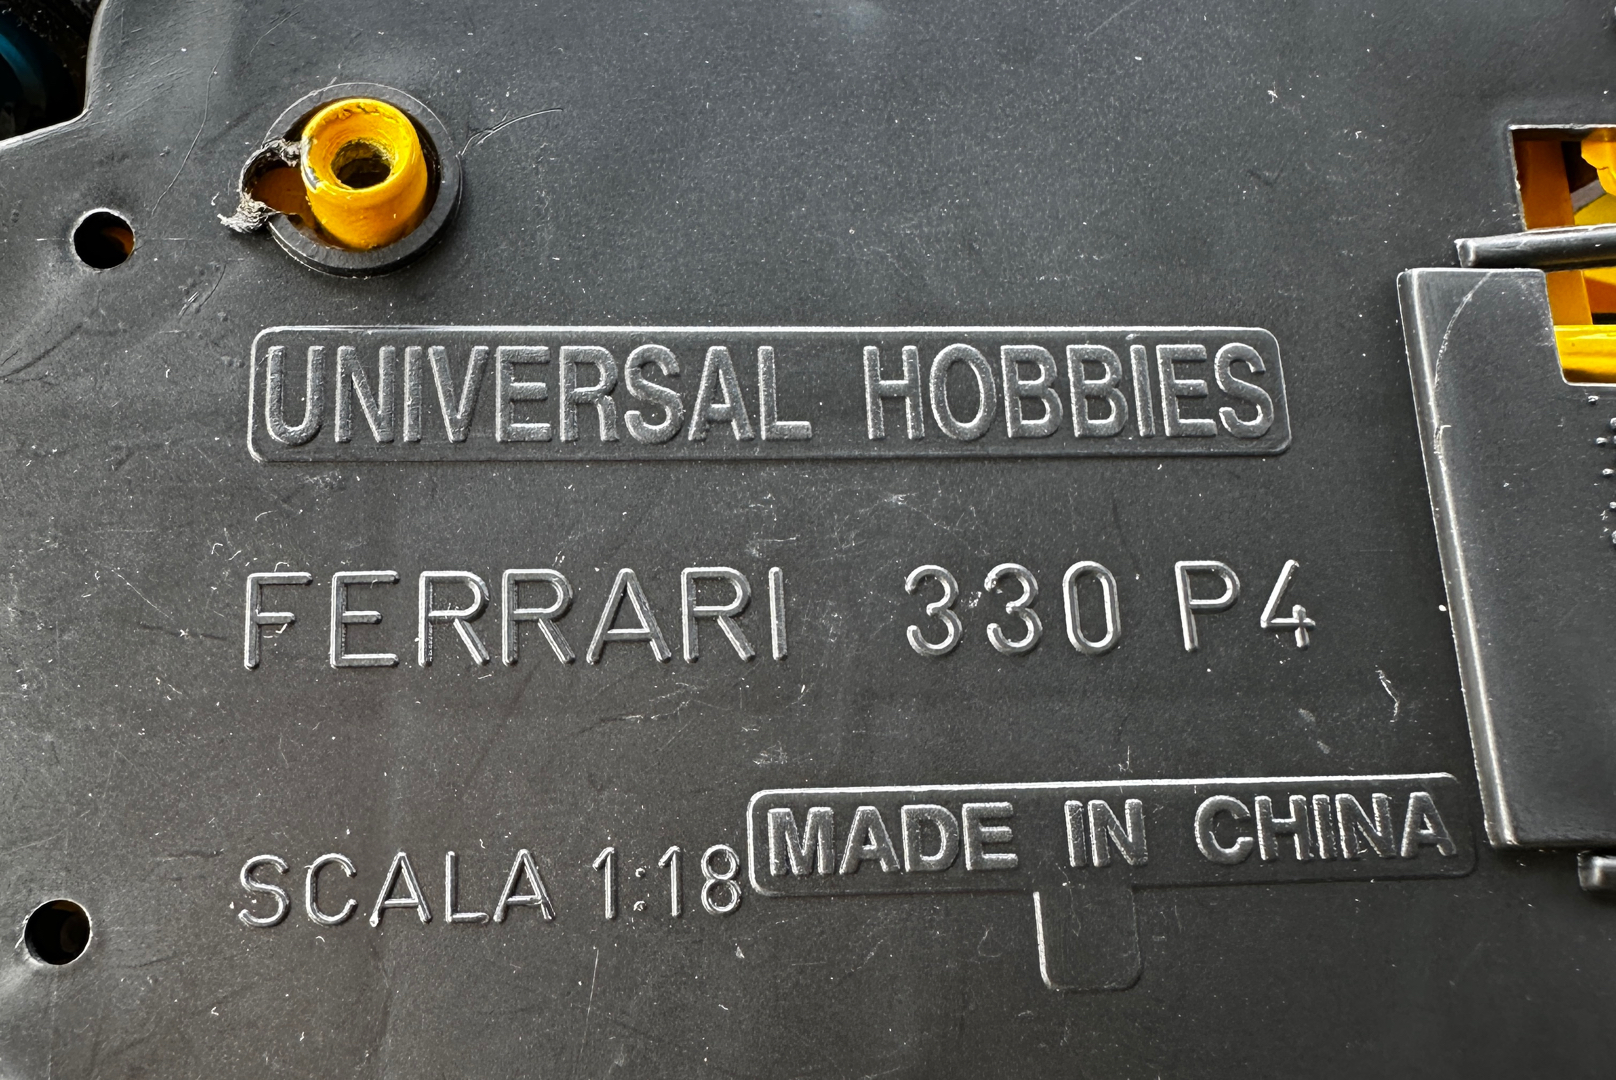 UNIVERSAL HOBBIES
FERRARI 330 P4
SCALA 1:18
MADE IN CHINA